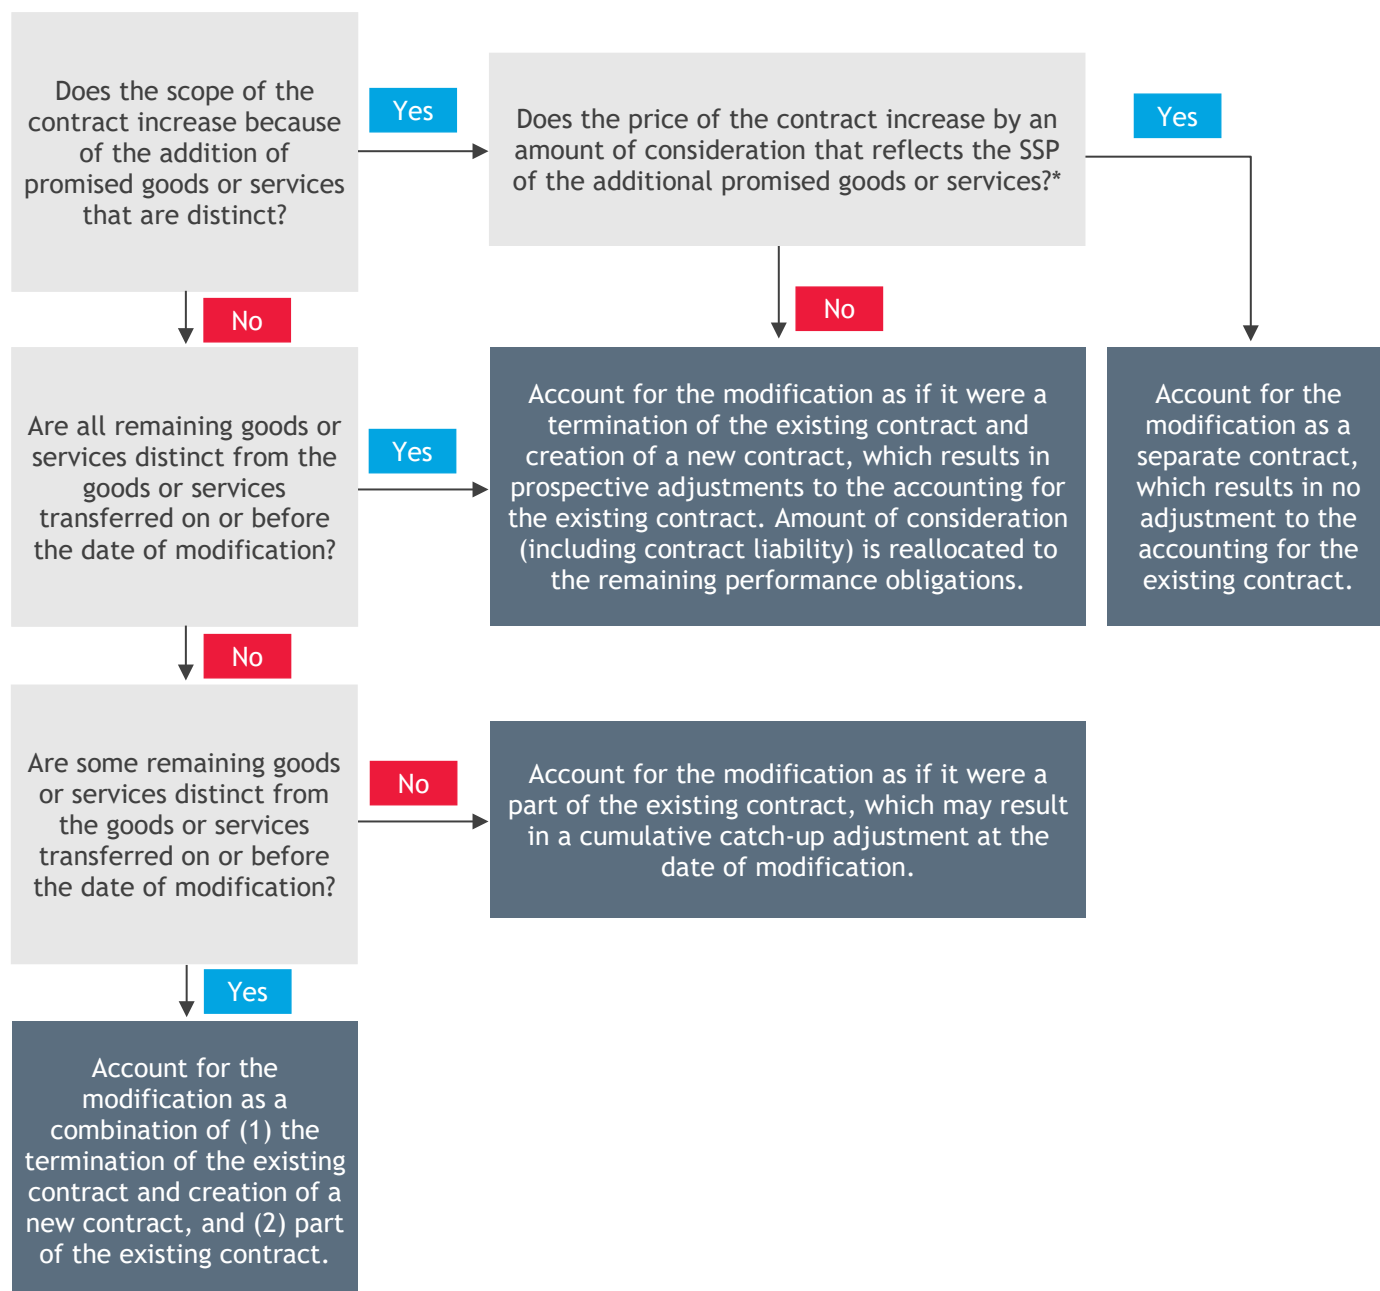 Does the scope of the
contract increase because
of the addition of
promised goods or services
that are distinct?
Yes
Does the price of the contract increase by an
amount of consideration that reflects the SSP
of the additional promised goods or services?*
Yes
No
No
Are all remaining goods or
services distinct from the
goods or services
transferred on or before
the date of modification?
Yes
Account for the modification as if it were a
termination of the existing contract and
creation of a new contract, which results in
prospective adjustments to the accounting for
the existing contract. Amount of consideration
(including contract liability) is reallocated to
the remaining performance obligations.
Account for the
modification as a
separate contract,
which results in no
adjustment to the
accounting for the
existing contract.
No
Are some remaining goods
or services distinct from
the goods or services
transferred on or before
the date of modification?
No
Account for the modification as if it were a
part of the existing contract, which may result
in a cumulative catch-up adjustment at the
date of modification.
Yes
Account for the
modification as a
combination of (1) the
termination of the existing
contract and creation of a
new contract, and (2) part
of the existing contract.